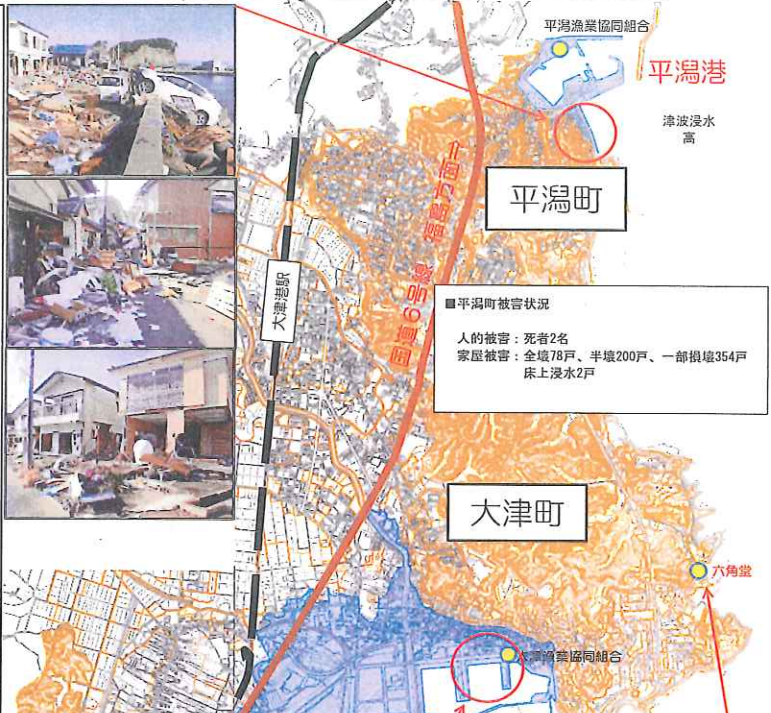 平潟漁業協同組合
平潟港
津波浸水
高
平潟町
国道6号線 福島方面⇒
大津港駅
■平潟町被害状況
人的被害：死者2名
家屋被害：全壊78戸、半壊200戸、一部損壊354戸
床上浸水2戸
大津町
六角堂
大津漁業協同組合